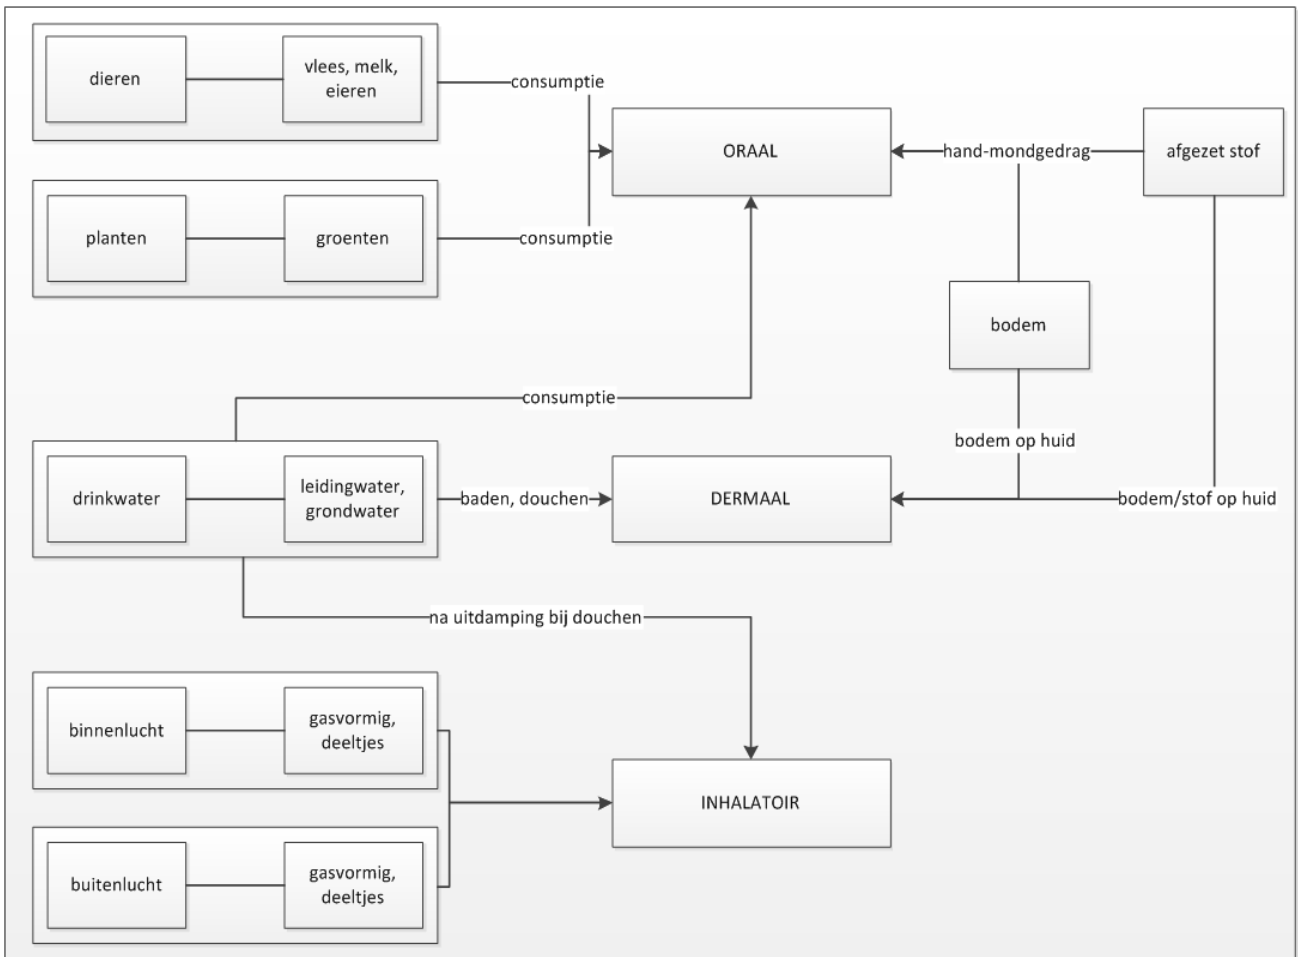 dieren
vlees, melk,
eieren
consumptie
ORAAL
hand-mondgedrag
afgezet stof
planten
groenten
consumptie
bodem
consumptie
bodem op huid
drinkwater
leidingwater,
grondwater
baden, douchen
DERMAAL
bodem/stof op huid
na uitdamping bij douchen
binnenlucht
gasvormig,
deeltjes
INHALATOIR
buitenlucht
gasvormig,
deeltjes